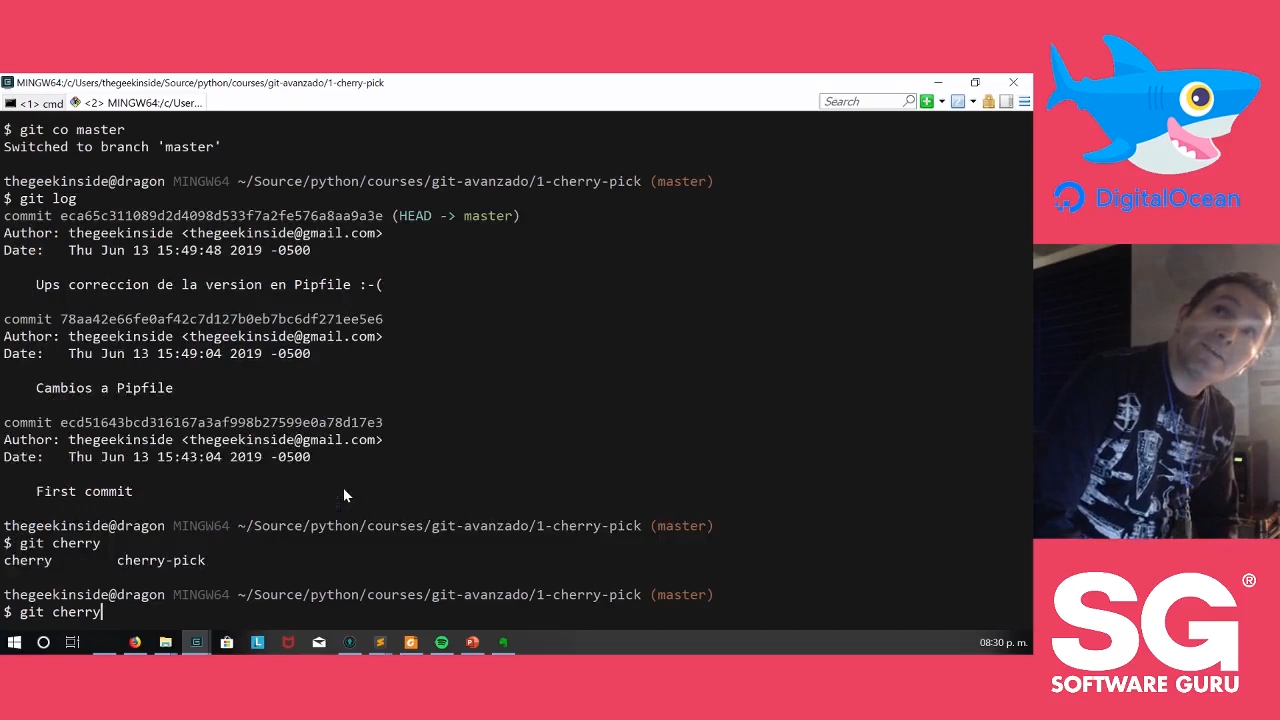 MINGW64:/c/Users/thegeekinside/Source/python/courses/git-avanzado/1-cherry-pick
<1> cmd
<2> MINGW64:/c/User...
Search
$ git co master
Switched to branch 'master'
thegeekinside@dragon MINGW64 ~/Source/python/courses/git-avanzado/1-cherry-pick (master)
$ git log
commit eca65c311089d2d4098d533f7a2fe576a8aa9a3e (HEAD -> master)
Author: thegeekinside <thegeekinside@gmail.com>
Date:   Thu Jun 13 15:49:48 2019 -0500
Ups correccion de la version en Pipfile :-(
commit 78aa42e66fe0af42c7d127b0eb7bc6df271ee5e6
Author: thegeekinside <thegeekinside@gmail.com>
Date:   Thu Jun 13 15:49:04 2019 -0500
Cambios a Pipfile
commit ecd51643bcd316167a3af998b27599e0a78d17e3
Author: thegeekinside <thegeekinside@gmail.com>
Date:   Thu Jun 13 15:43:04 2019 -0500
First commit
thegeekinside@dragon MINGW64 ~/Source/python/courses/git-avanzado/1-cherry-pick (master)
$ git cherry
cherry        cherry-pick
thegeekinside@dragon MINGW64 ~/Source/python/courses/git-avanzado/1-cherry-pick (master)
$ git cherry
08:30 p. m.
DigitalOcean
SG®
SOFTWARE GURU